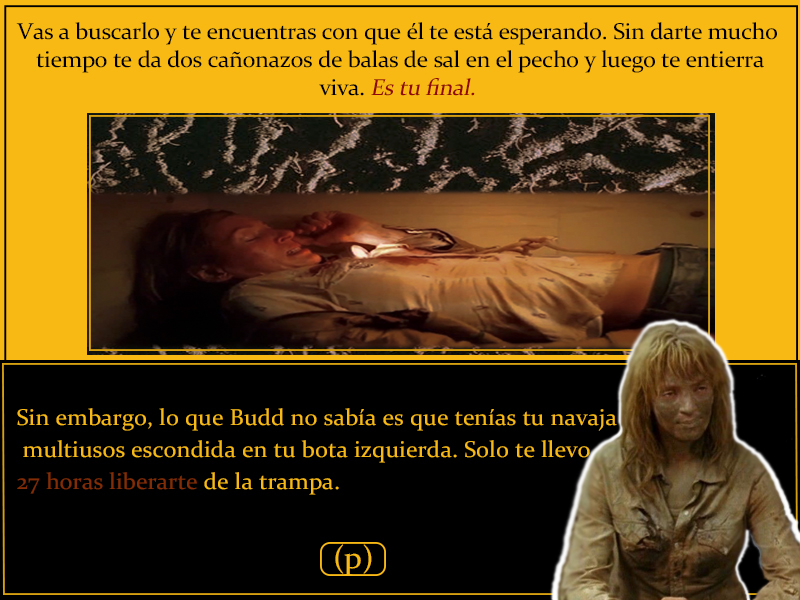 Vas a buscarlo y te encuentras con que él te está esperando. Sin darte mucho
tiempo te da dos cañonazos de balas de sal en el pecho y luego te entierra
viva. Es tu final.
Sin embargo, lo que Budd no sabía es que tenías tu navaja
multiusos escondida en tu bota izquierda. Solo te llevo
27 horas liberarte de la trampa.
(p)